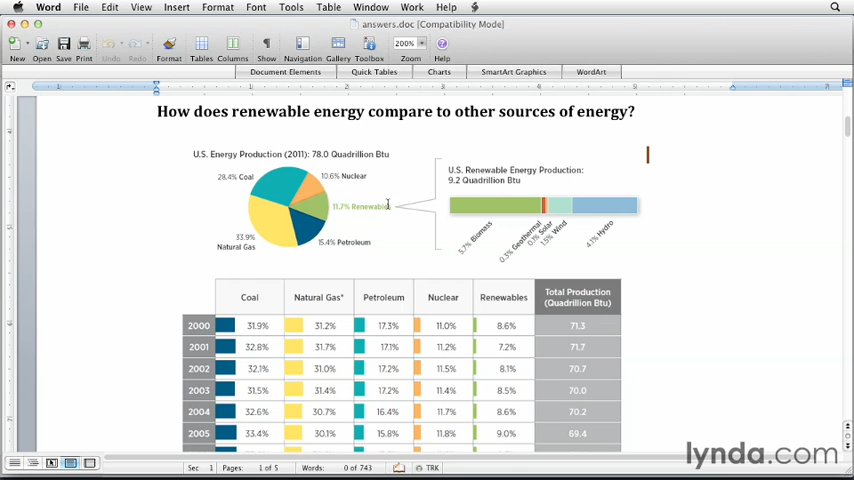 Word File Edit View Insert Format Font Tools Table Window Work Help
answers.doc [Compatibility Mode]
200%
New Open Save Print Undo Redo Format Tables Columns Show Navigation Gallery Toolbox Zoom Help
Document Elements Quick Tables Charts SmartArt Graphics WordArt
How does renewable energy compare to other sources of energy?
U.S. Energy Production (2011): 78.0 Quadrillion Btu
28.4% Coal
10.6% Nuclear
11.7% Renewables
15.4% Petroleum
33.9%
Natural Gas
U.S. Renewable Energy Production:
9.2 Quadrillion Btu
5.7% Biomass
0.3% Geothermal
0.1% Solar
1.5% Wind
4.1% Hydro
Coal Natural Gas* Petroleum Nuclear Renewables Total Production
(Quadrillion Btu)
2000 31.9% 31.2% 17.3% 11.0% 8.6% 71.3
2001 32.8% 31.7% 17.1% 11.2% 7.2% 71.7
2002 32.1% 31.0% 17.2% 11.5% 8.1% 70.7
2003 31.5% 31.4% 17.2% 11.4% 8.5% 70.0
2004 32.6% 30.7% 16.4% 11.7% 8.6% 70.2
2005 33.4% 30.1% 15.8% 11.8% 9.0% 69.4
lynda.com
Sec 1 Pages: 1 of 5 Words: 0 of 743 TRK